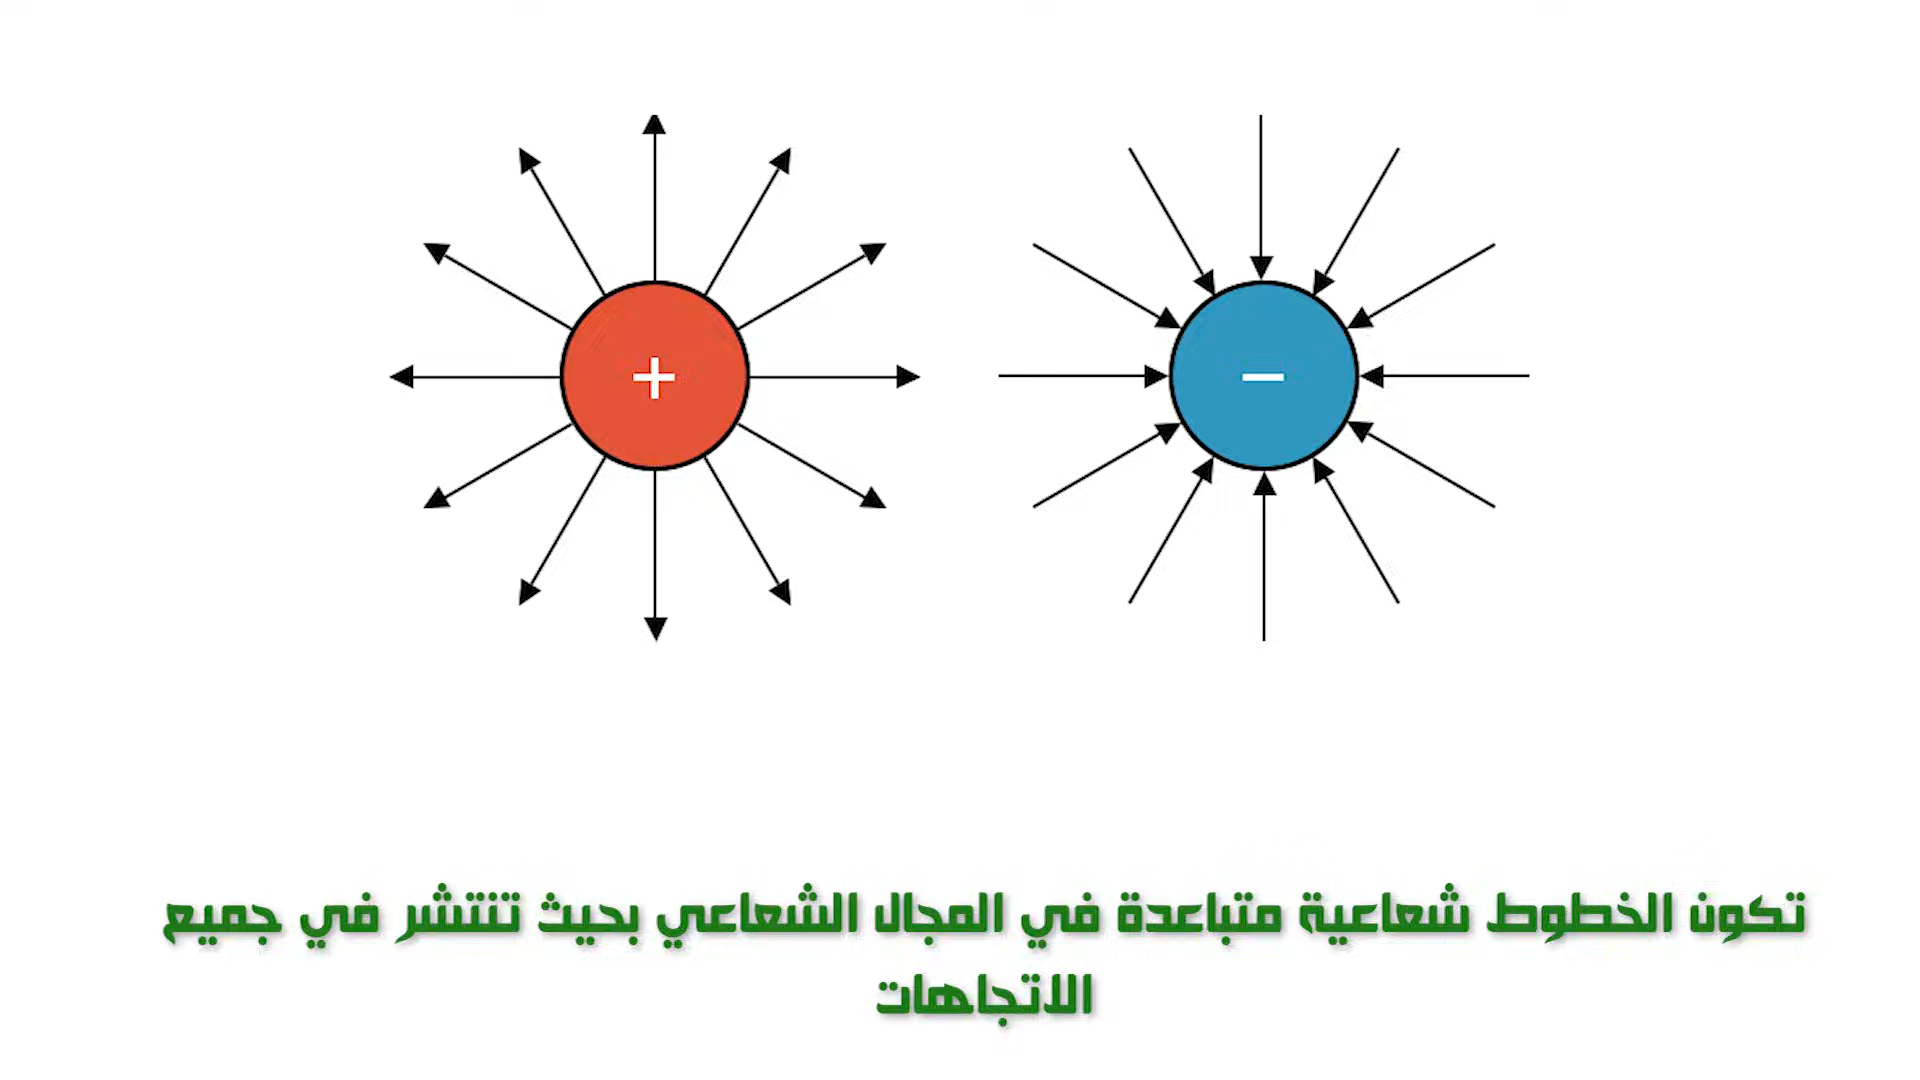 +
−
تكون الخطوط شعاعية متباعدة في المجال الشعاعي بحيث تنتشر في جميع
الاتجاهات